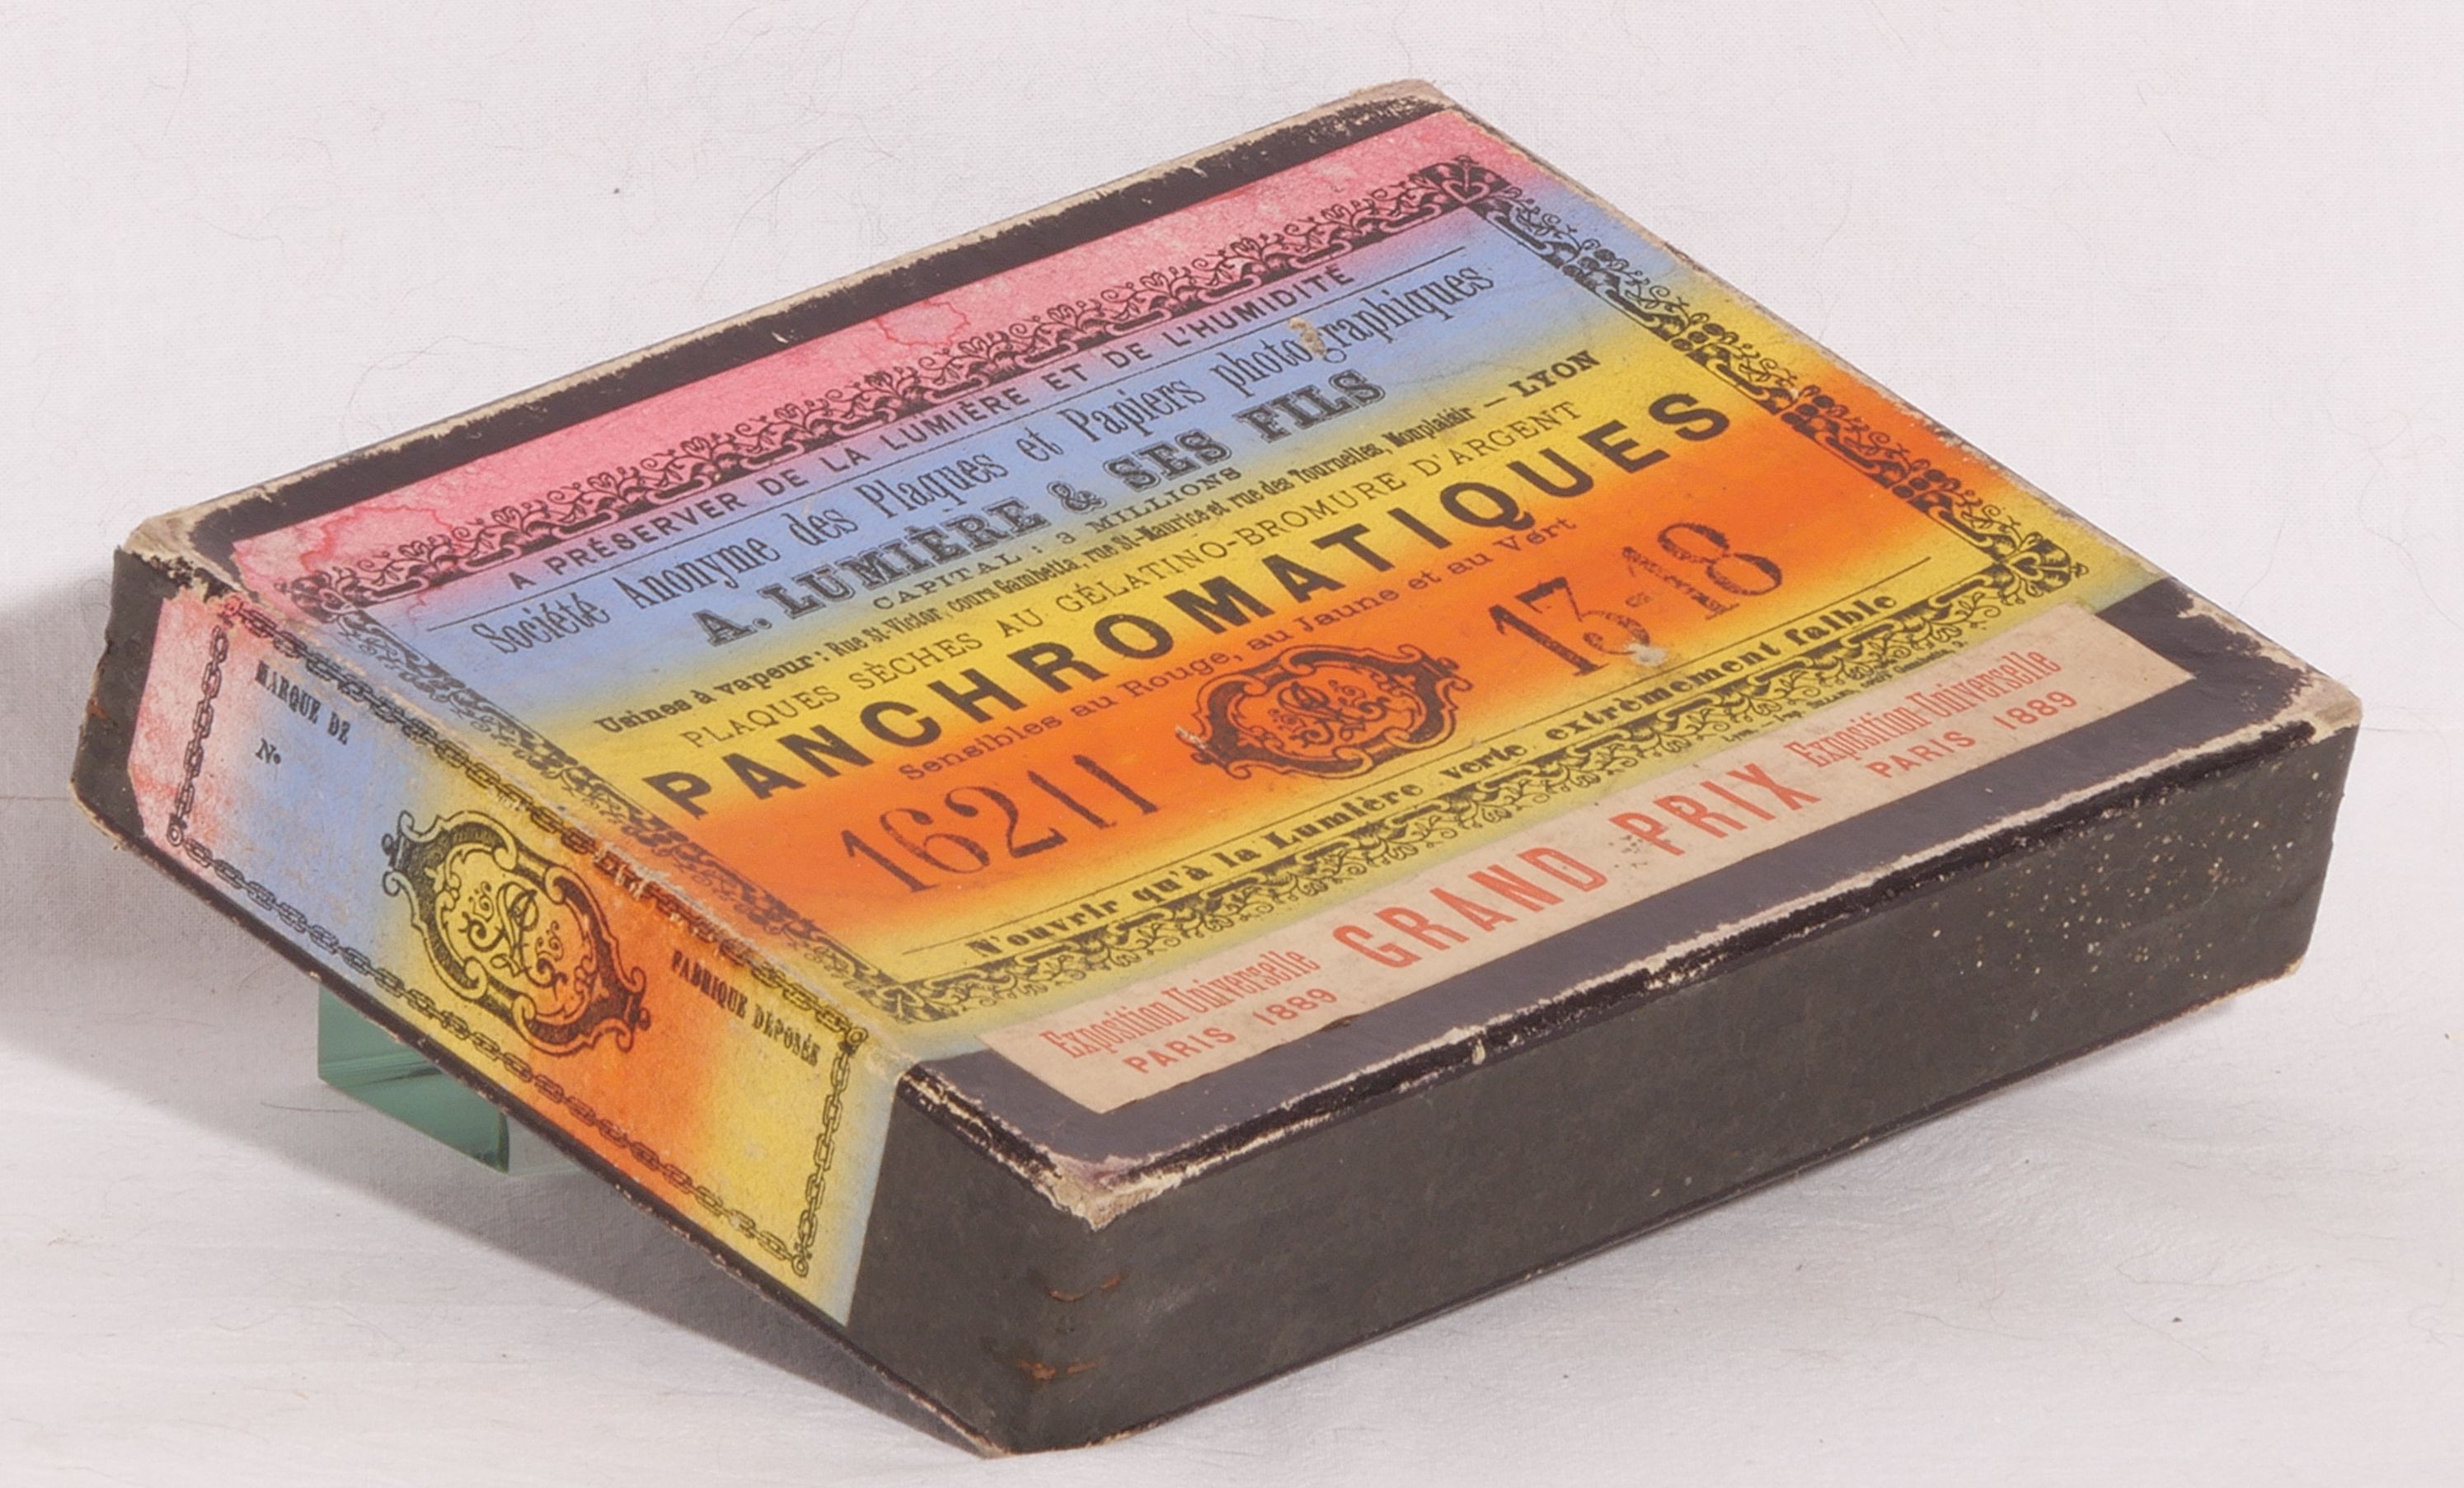 A PRÉSERVER DE LA LUMIÈRE ET DE L'HUMIDITÉ
Société Anonyme des Plaques et Papiers photographiques
A. LUMIÈRE & SES FILS
CAPITAL : 3 MILLIONS
Usines à vapeur : Rue St-Victor, cours Gambetta, rue St-Maurice et rue des Tournelles, Monplaisir — LYON
PLAQUES SÈCHES AU GÉLATINO-BROMURE D'ARGENT
PANCHROMATIQUES
Sensibles au Rouge, au Jaune et au Vert
16211 13-18
N'ouvrir qu'à la Lumière verte extrêmement faible
Exposition Universelle
PARIS 1889
GRAND PRIX
Exposition Universelle
PARIS 1889
MARQUE DE
No
FABRIQUE DÉPOSÉE